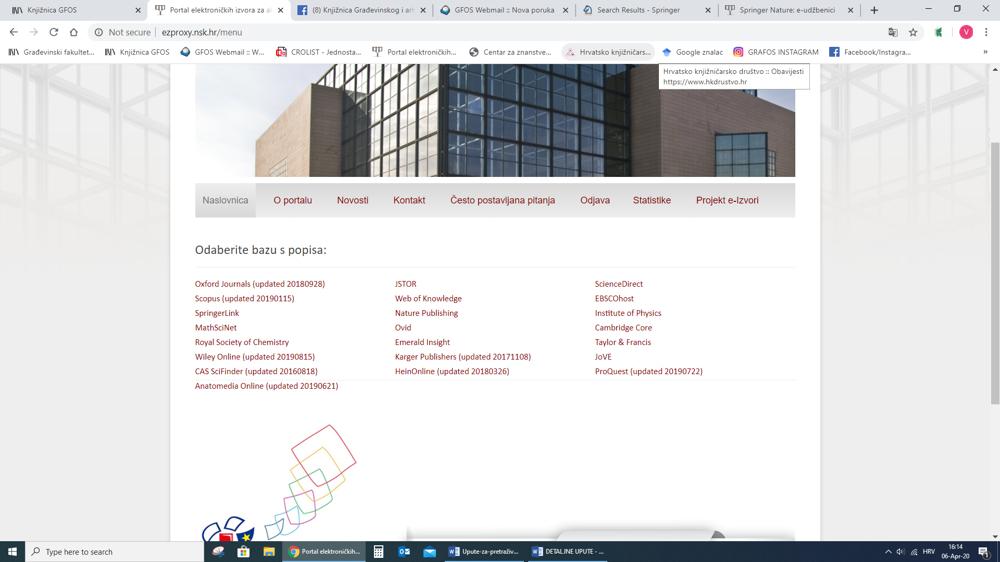 Knjižnica GFOS
Portal elektroničkih izvora za ak
(8) Knjižnica Građevinskog i arh
GFOS Webmail :: Nova poruka
Search Results - Springer
Springer Nature: e-udžbenici
Not secure
ezproxy.nsk.hr/menu
V
Građevinski fakultet...
Knjižnica GFOS
GFOS Webmail :: W...
CROLIST - Jednosta...
Portal elektroničkih...
Centar za znanstve...
Hrvatsko knjižničars...
Google znalac
GRAFOS INSTAGRAM
Facebook/Instagra...
»
Hrvatsko knjižničarsko društvo :: Obavijesti
https://www.hkdrustvo.hr
Naslovnica
O portalu
Novosti
Kontakt
Često postavljana pitanja
Odjava
Statistike
Projekt e-Izvori
Odaberite bazu s popisa:
Oxford Journals (updated 20180928)
JSTOR
ScienceDirect
Scopus (updated 20190115)
Web of Knowledge
EBSCOhost
SpringerLink
Nature Publishing
Institute of Physics
MathSciNet
Ovid
Cambridge Core
Royal Society of Chemistry
Emerald Insight
Taylor & Francis
Wiley Online (updated 20190815)
Karger Publishers (updated 20171108)
JoVE
CAS SciFinder (updated 20160818)
HeinOnline (updated 20180326)
ProQuest (updated 20190722)
Anatomedia Online (updated 20190621)
Type here to search
Portal elektroničkih...
Upute-za-pretraživ...
DETALJNE UPUTE - ...
HRV
16:14
06-Apr-20
1